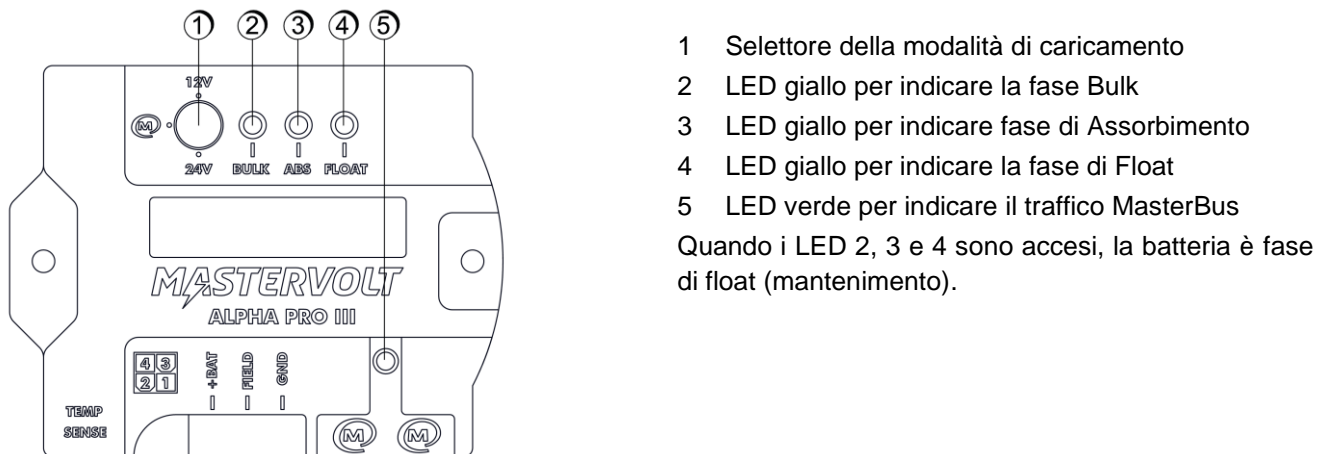 1 2 3 4 5
12V
M
24V BULK ABS FLOAT
MASTERVOLT
ALPHA PRO III
4 3
2 1
+BAT
FIELD
GND
TEMP
SENSE
M M
1 Selettore della modalità di caricamento
2 LED giallo per indicare la fase Bulk
3 LED giallo per indicare fase di Assorbimento
4 LED giallo per indicare la fase di Float
5 LED verde per indicare il traffico MasterBus
Quando i LED 2, 3 e 4 sono accesi, la batteria è fase
di float (mantenimento).